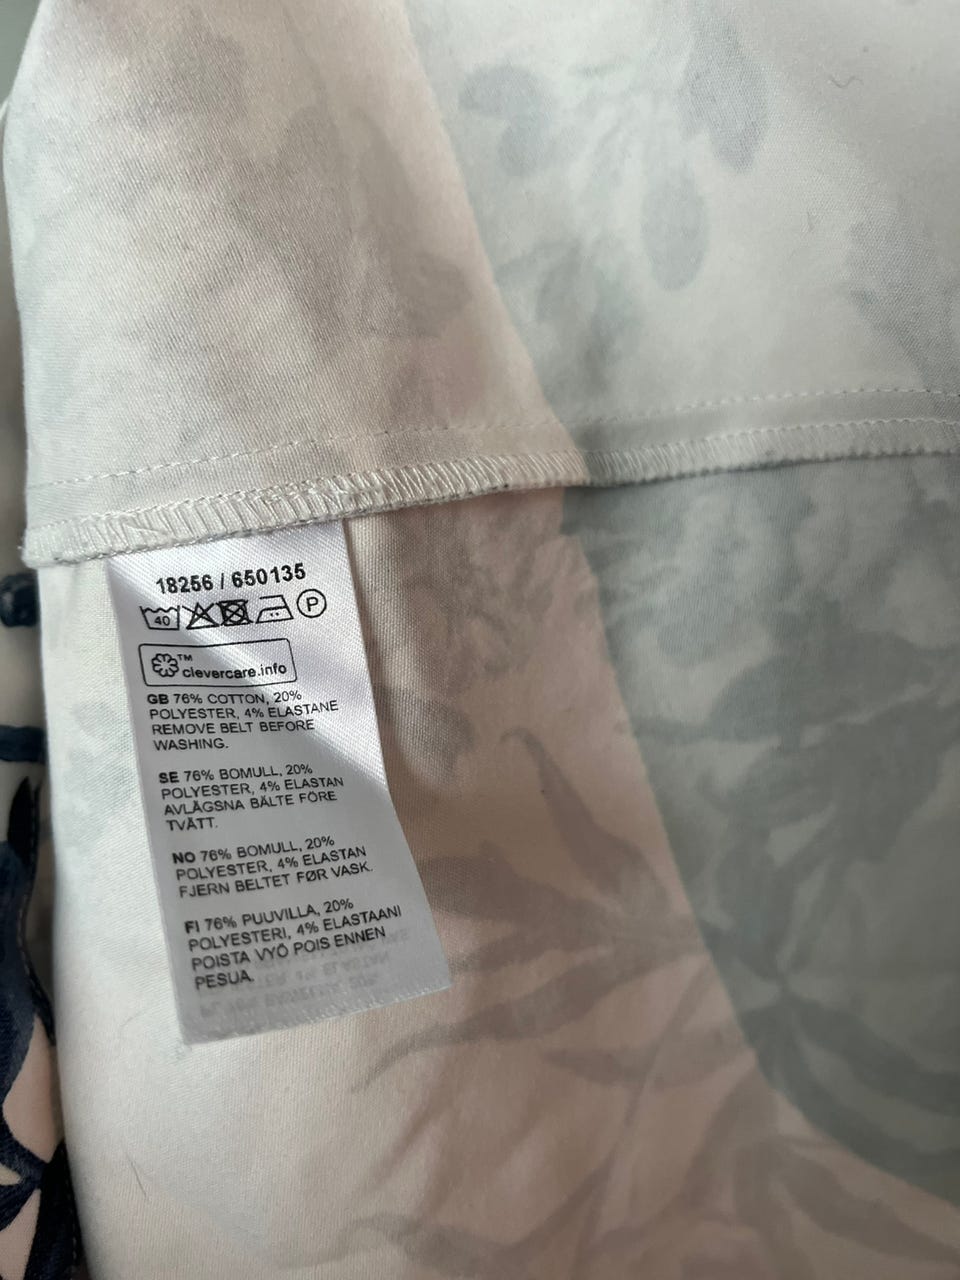 18256 / 650135
40 P
™
clevercare.info
GB 76% COTTON, 20%
POLYESTER, 4% ELASTANE
REMOVE BELT BEFORE
WASHING.
SE 76% BOMULL, 20%
POLYESTER, 4% ELASTAN
AVLÄGSNA BÄLTE FÖRE
TVÄTT.
NO 76% BOMULL, 20%
POLYESTER, 4% ELASTAN
FJERN BELTET FØR VASK.
FI 76% PUUVILLA, 20%
POLYESTERI, 4% ELASTAANI
POISTA VYÖ POIS ENNEN
PESUA.